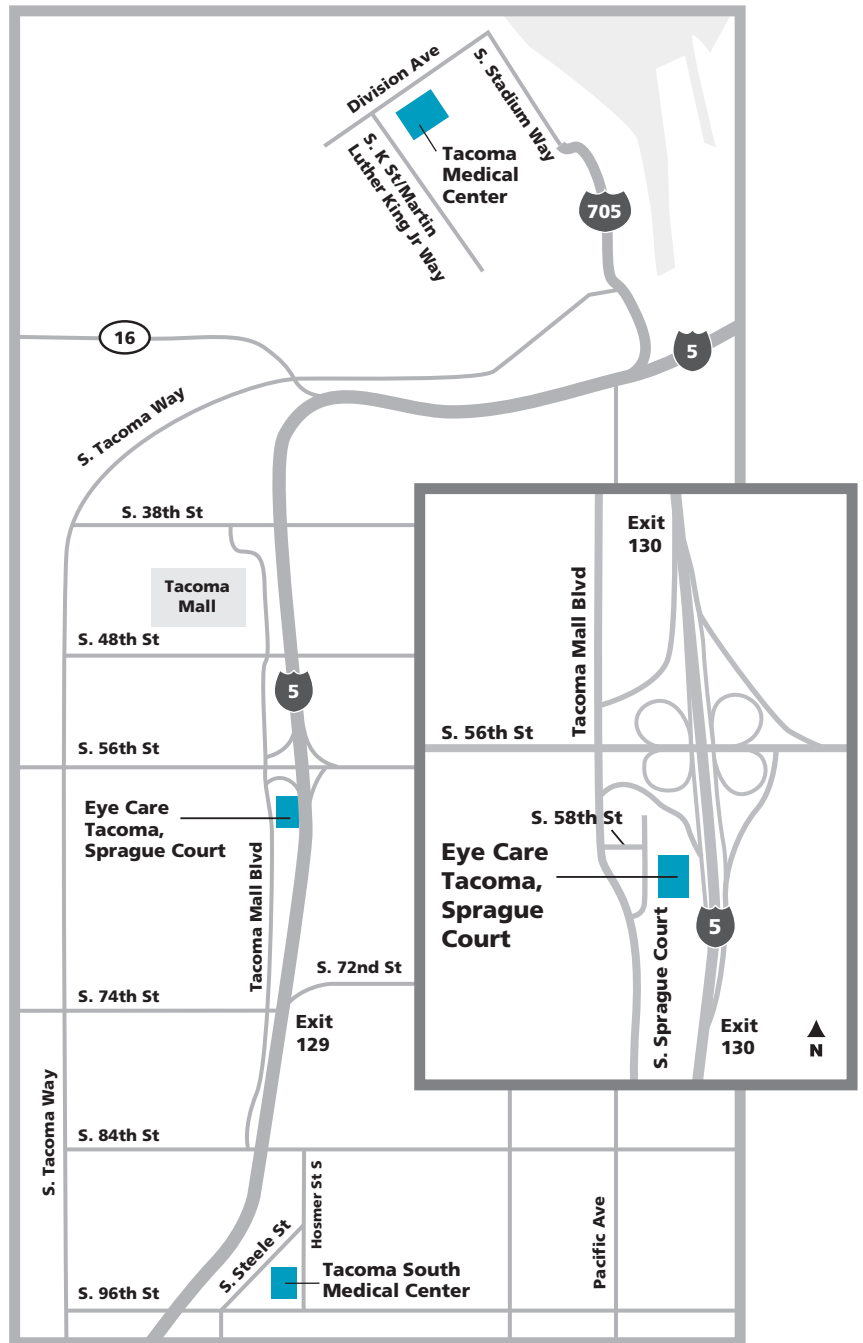 Division Ave
S. Stadium Way
S. K St/Martin
Luther King Jr Way
Tacoma
Medical
Center
705
16
5
S. Tacoma Way
S. 38th St
Tacoma
Mall
S. 48th St
5
S. 56th St
Eye Care
Tacoma,
Sprague Court
Tacoma Mall Blvd
S. 72nd St
S. 74th St
Exit
129
S. Tacoma Way
S. 84th St
Hosmer St S
S. Steele St
Tacoma South
Medical Center
S. 96th St
Pacific Ave
Exit
130
Tacoma Mall Blvd
S. 56th St
S. 58th St
Eye Care
Tacoma,
Sprague
Court
5
S. Sprague Court
Exit
130
N